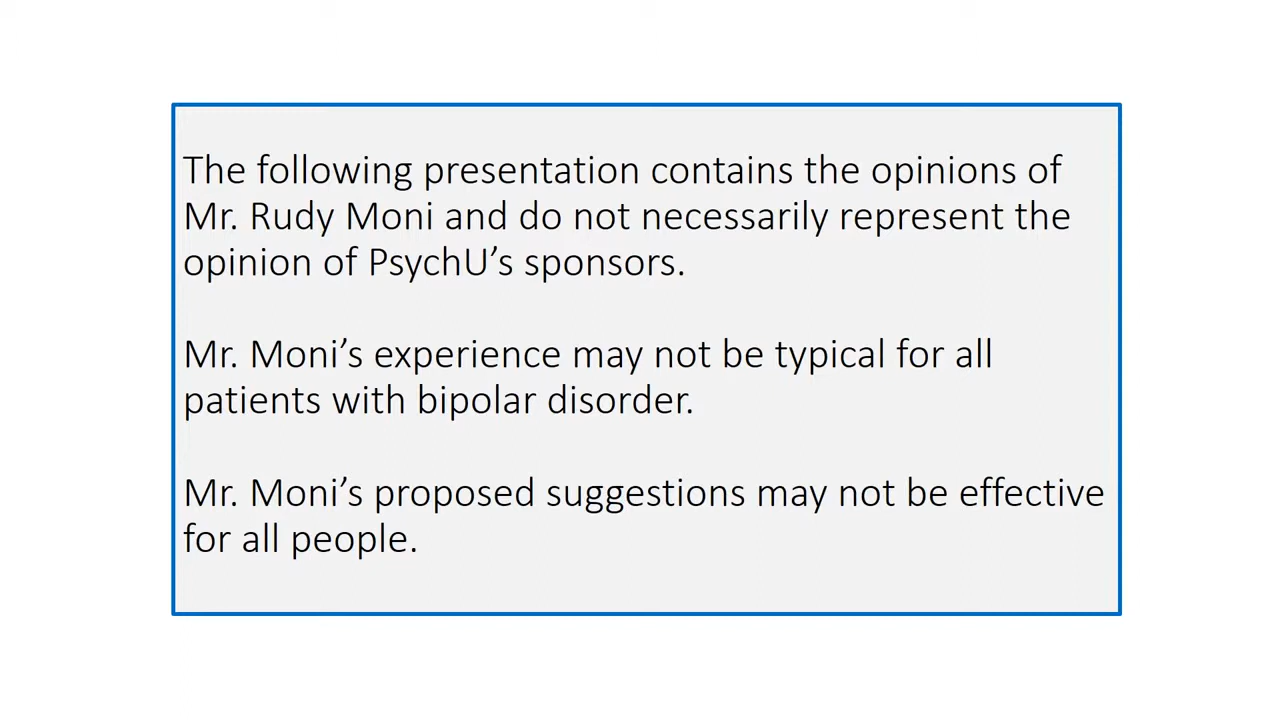 The following presentation contains the opinions of
Mr. Rudy Moni and do not necessarily represent the
opinion of PsychU’s sponsors.
Mr. Moni’s experience may not be typical for all
patients with bipolar disorder.
Mr. Moni’s proposed suggestions may not be effective
for all people.